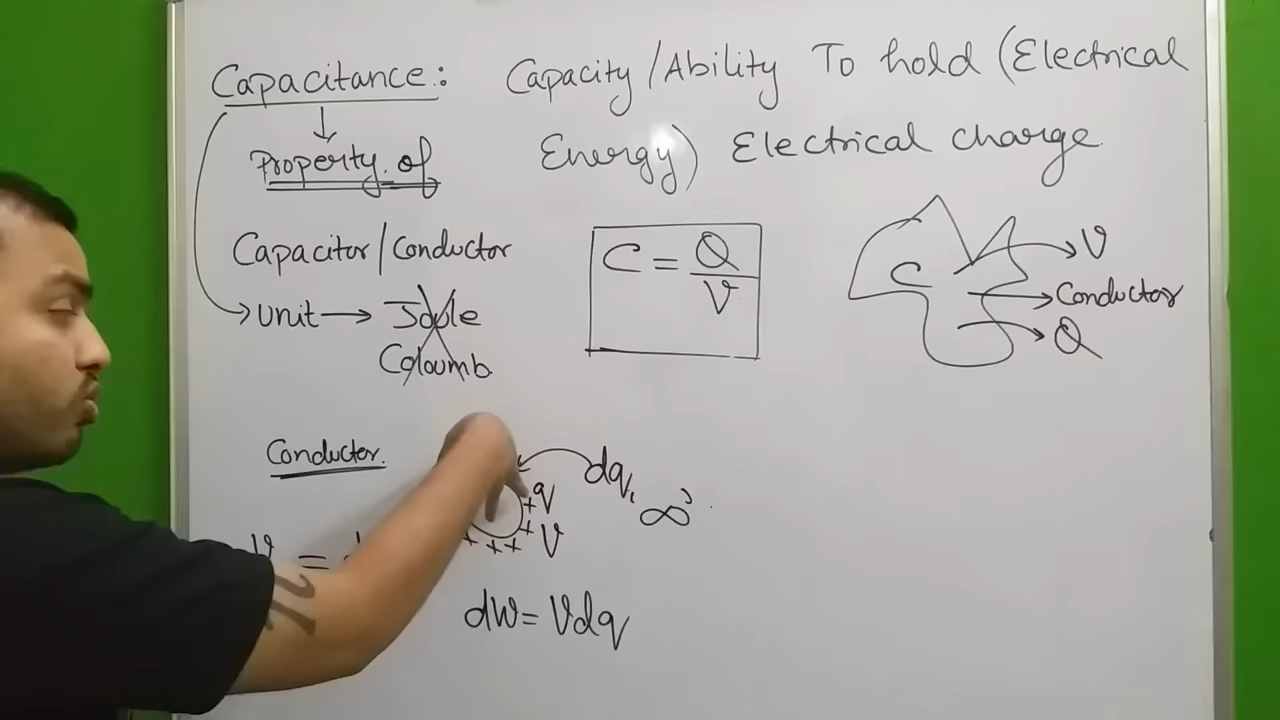 Capacitance: Capacity/Ability To hold (Electrical
Energy) Electrical charge.
↓
Property of
Capacitor/Conductor
→ unit → Joule
Coloumb
C = Q/V
C
→ V
→ Conductor
→ Q
Conductor.
dq,
∞
+ q
+ V
+ + +
=
dW = Vdq